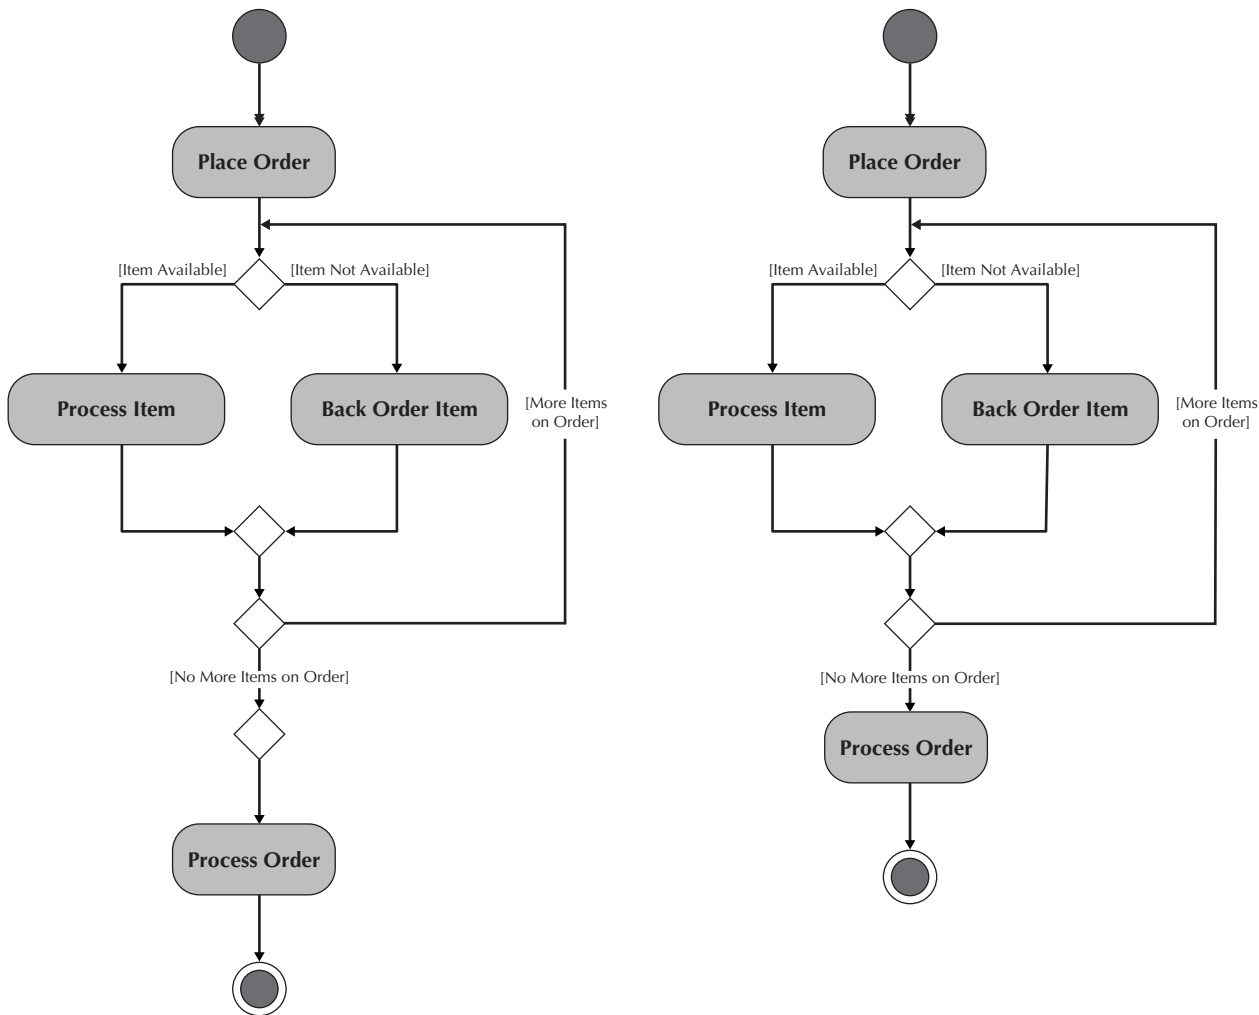 Place Order
[Item Available]
[Item Not Available]
Process Item
Back Order Item
[More Items
on Order]
[No More Items on Order]
Process Order
Place Order
[Item Available]
[Item Not Available]
Process Item
Back Order Item
[More Items
on Order]
[No More Items on Order]
Process Order